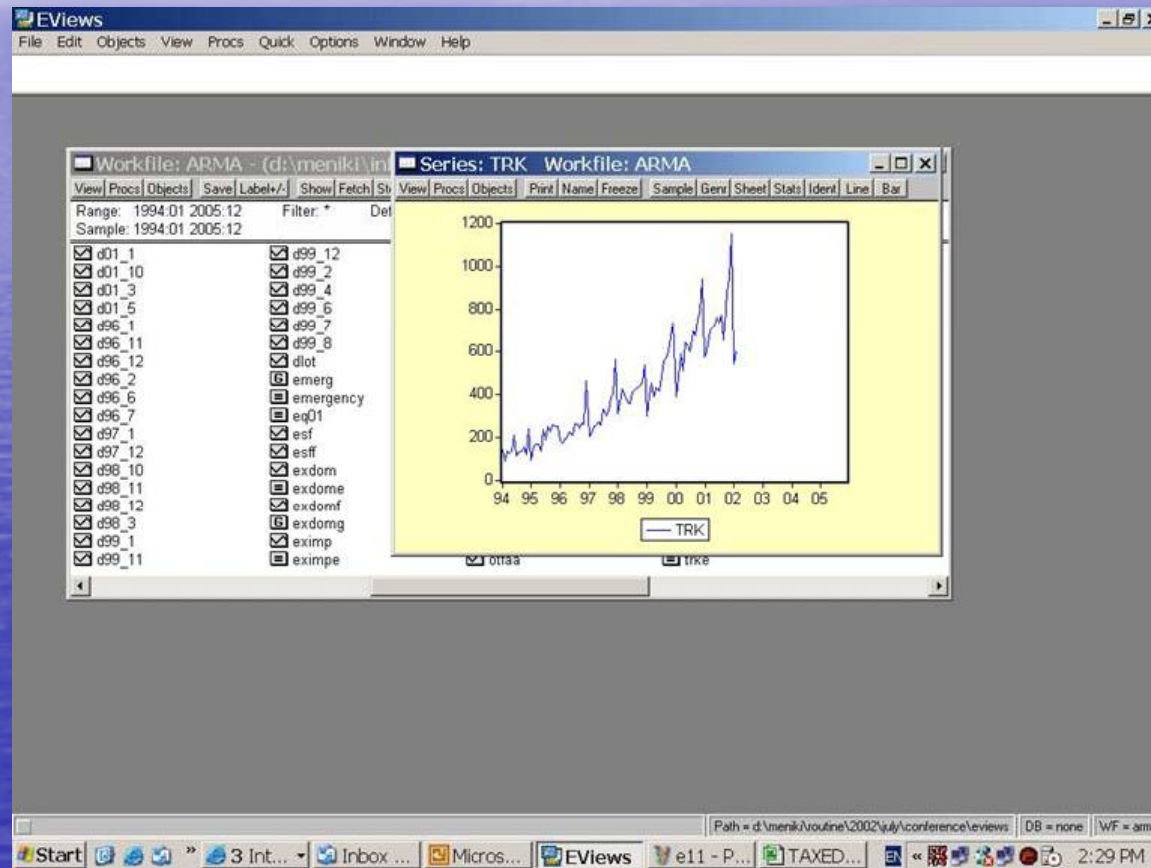 EViews
File Edit Objects View Procs Quick Options Window Help
Workfile: ARMA - (d:\meniki\in
View Procs Objects Save Label+/- Show Fetch
Range: 1994:01 2005:12 Filter: *
Sample: 1994:01 2005:12
d01_1
d01_10
d01_3
d01_5
d96_1
d96_11
d96_12
d96_2
d96_6
d96_7
d97_1
d97_12
d98_10
d98_11
d98_12
d98_3
d99_1
d99_11
d99_12
d99_2
d99_4
d99_6
d99_7
d99_8
dlot
emerg
emergency
eq01
esf
esff
exdom
exdome
exdomf
exdomg
eximp
eximpe
otraa
trke
Series: TRK Workfile: ARMA
View Procs Objects Print Name Freeze Sample Genr Sheet Stats Ident Line Bar
1200
1000
800
600
400
200
0
94 95 96 97 98 99 00 01 02 03 04 05
TRK
Path = d:\meniki\routine\2002\july\conference\eviews DB = none WF = arm
Start » 3 Int... Inbox ... Micros... EViews e11 - P... TAXED... EN « 2:29 PM